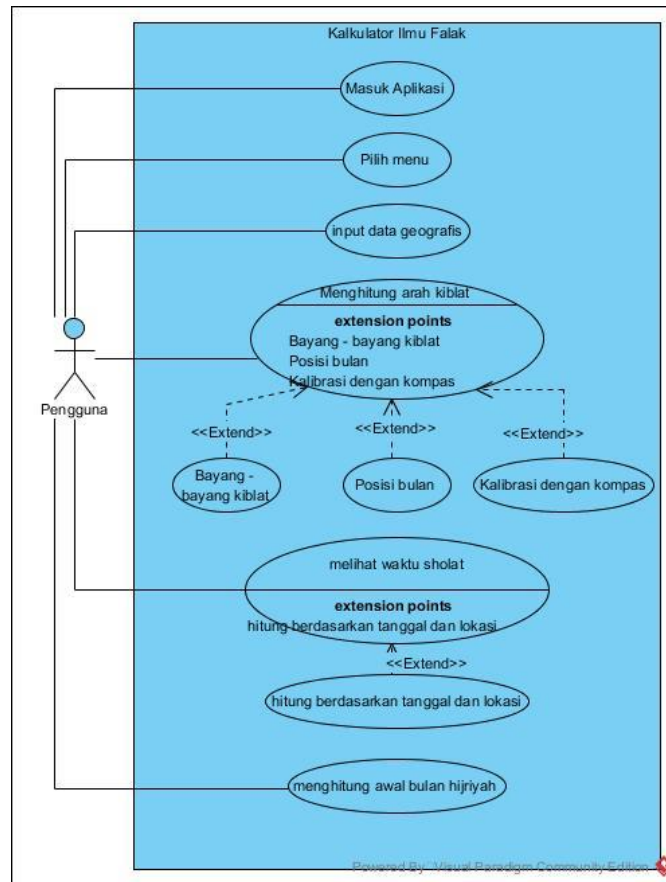 Kalkulator Ilmu Falak
Masuk Aplikasi
Pilih menu
input data geografis
Menghitung arah kiblat
extension points
Bayang - bayang kiblat
Posisi bulan
Kalibrasi dengan kompas
Pengguna
<<Extend>>
<<Extend>>
<<Extend>>
Bayang -
bayang kiblat
Posisi bulan
Kalibrasi dengan kompas
melihat waktu sholat
extension points
hitung berdasarkan tanggal dan lokasi
<<Extend>>
hitung berdasarkan tanggal dan lokasi
menghitung awal bulan hijriyah
Powered By Visual Paradigm Community Edition